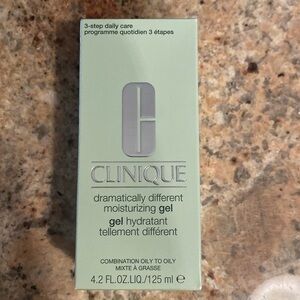 3-step daily care
programme quotidien 3 étapes
CLINIQUE
dramatically different
moisturizing gel
gel hydratant
tellement différent
COMBINATION OILY TO OILY
MIXTE À GRASSE
4.2 FL.OZ.LIQ./125 ml ℮